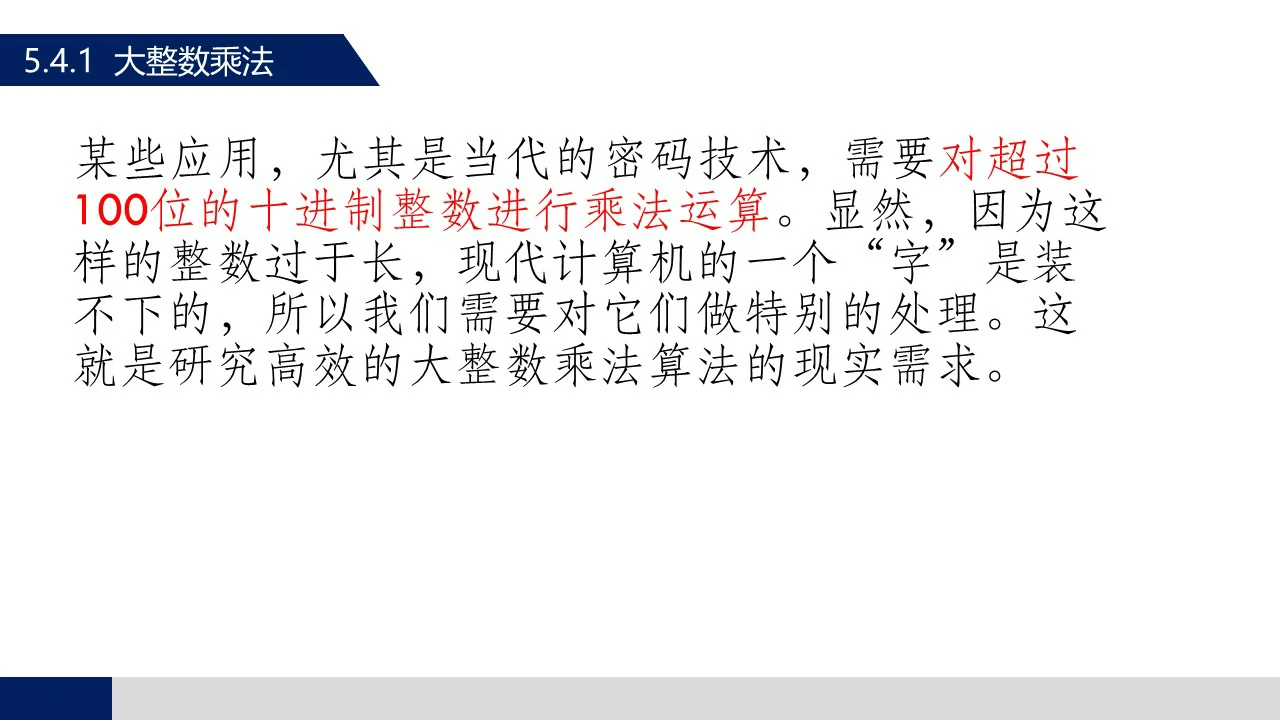 5.4.1 大整数乘法
某些应用，尤其是当代的密码技术，需要对超过
100位的十进制整数进行乘法运算。显然，因为这
样的整数过于长，现代计算机的一个“字”是装
不下的，所以我们需要对它们做特别的处理。这
就是研究高效的大整数乘法算法的现实需求。